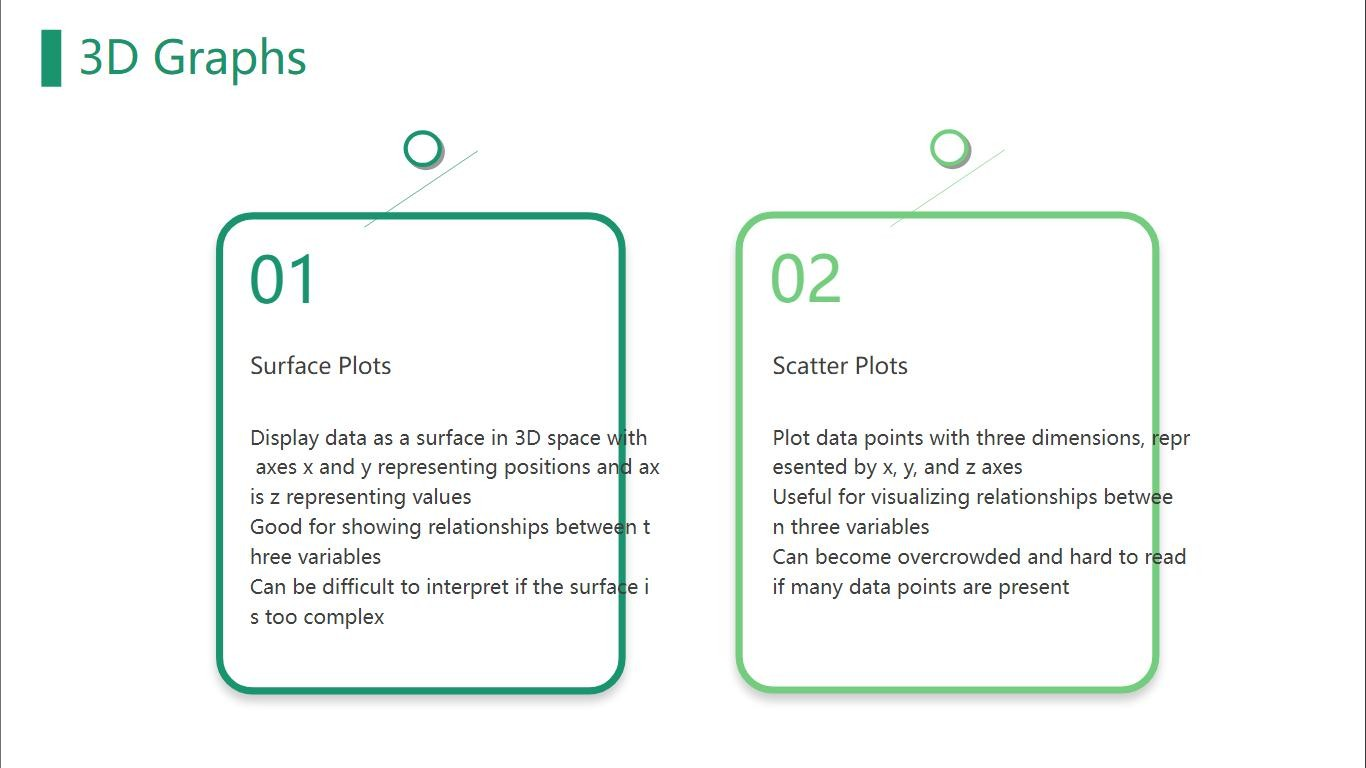 3D Graphs
01
Surface Plots
Display data as a surface in 3D space with
axes x and y representing positions and ax
is z representing values
Good for showing relationships between t
hree variables
Can be difficult to interpret if the surface i
s too complex
02
Scatter Plots
Plot data points with three dimensions, repr
esented by x, y, and z axes
Useful for visualizing relationships betwee
n three variables
Can become overcrowded and hard to read
if many data points are present